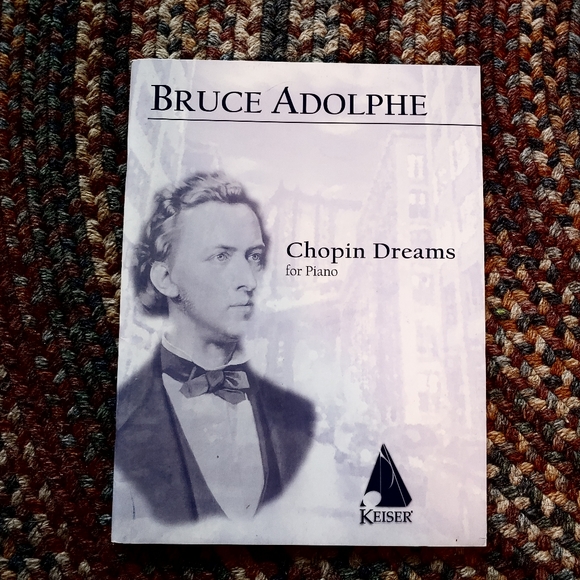 BRUCE ADOLPHE
Chopin Dreams
for Piano
KEISER®